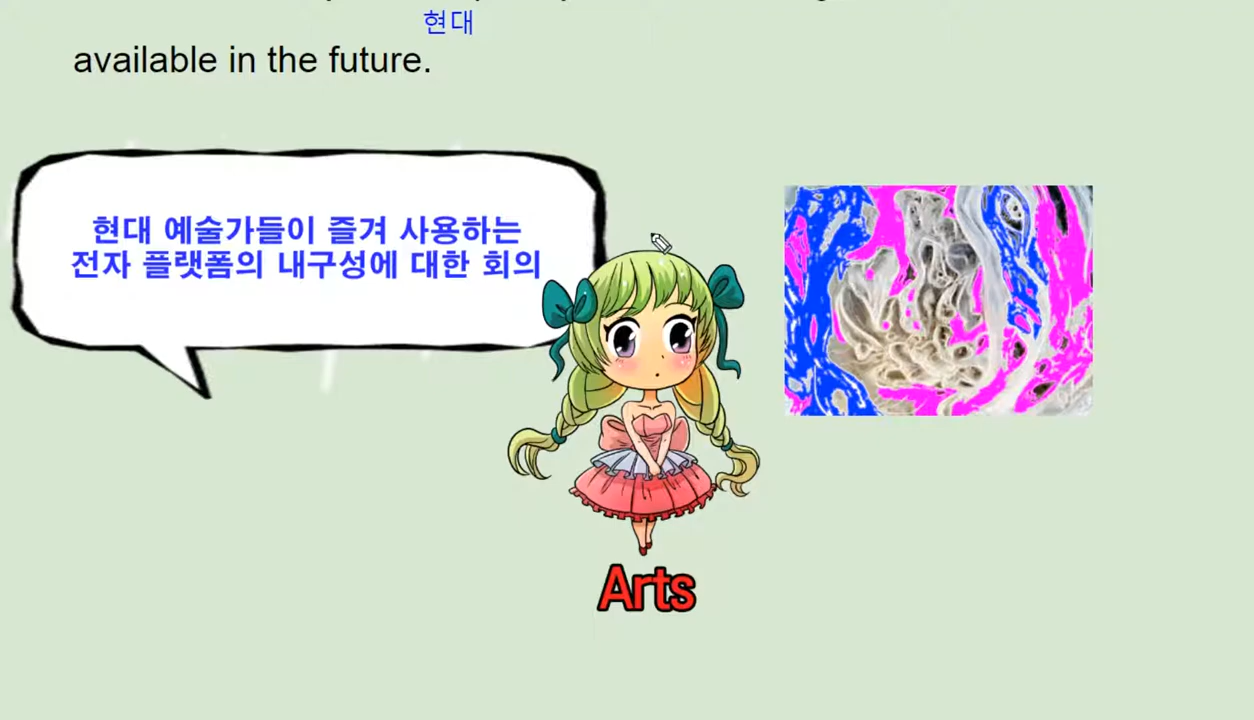 현대
available in the future.
현대 예술가들이 즐겨 사용하는
전자 플랫폼의 내구성에 대한 회의
Arts